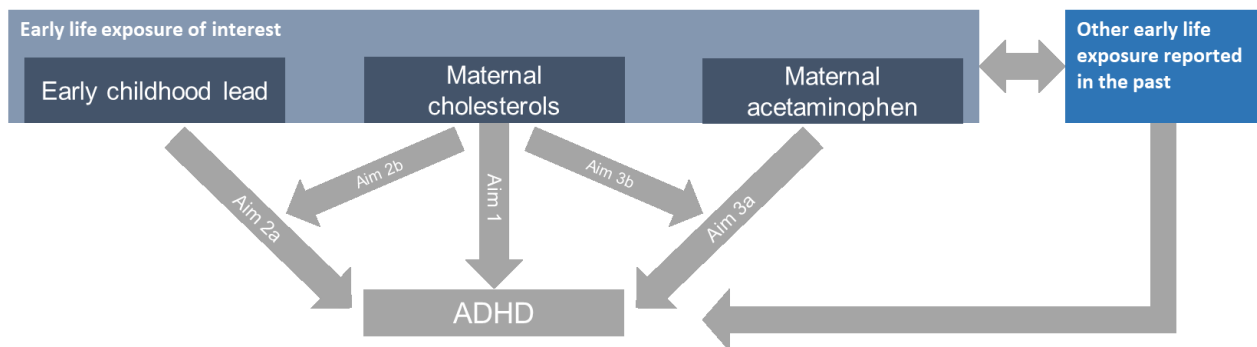 Early life exposure of interest
Early childhood lead
Maternal
cholesterols
Maternal
acetaminophen
Other early life
exposure reported
in the past
Aim 2a
Aim 2b
Aim 1
Aim 3b
Aim 3a
ADHD